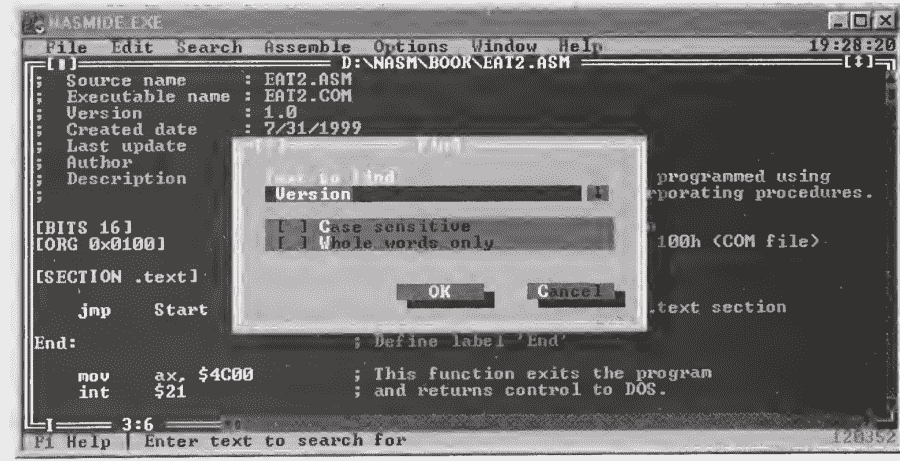 NASMIDE.EXE
File Edit Search Assemble Options Window Help 19:28:20
D:\NASM\BOOK\EAT2.ASM
; Source name : EAT2.ASM
; Executable name : EAT2.COM
; Version : 1.0
; Created date : 7/31/1999
; Last update
; Author
; Description programmed using
; rporating procedures.
Find
Text to find
Version
[ ] Case sensitive
[ ] Whole words only
OK Cancel
[BITS 16]
[ORG 0x0100] 100h (COM file)
[SECTION .text]
jmp Start .text section
End: ; Define label 'End'
mov ax, $4C00 ; This function exits the program
int $21 ; and returns control to DOS.
3:6
F1 Help | Enter text to search for 120352